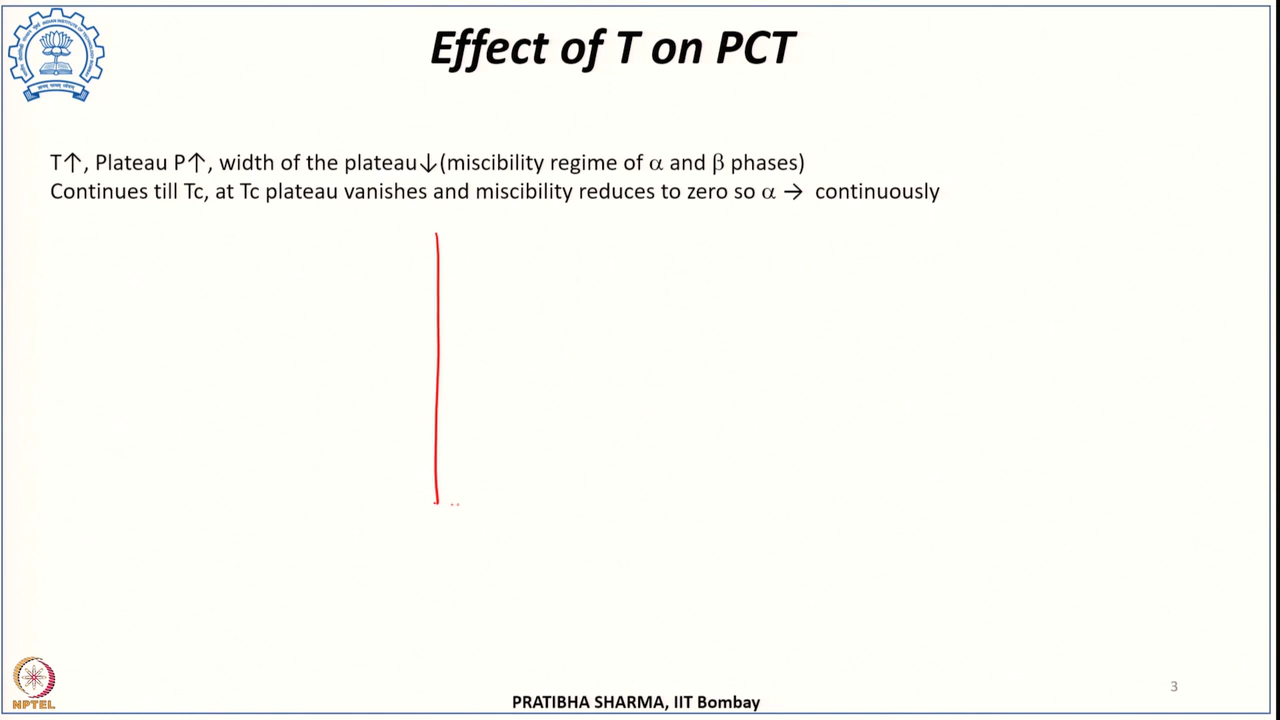 Effect of T on PCT
T↑, Plateau P↑, width of the plateau↓(miscibility regime of α and β phases)
Continues till Tc, at Tc plateau vanishes and miscibility reduces to zero so α → continuously
NPTEL
PRATIBHA SHARMA, IIT Bombay
3